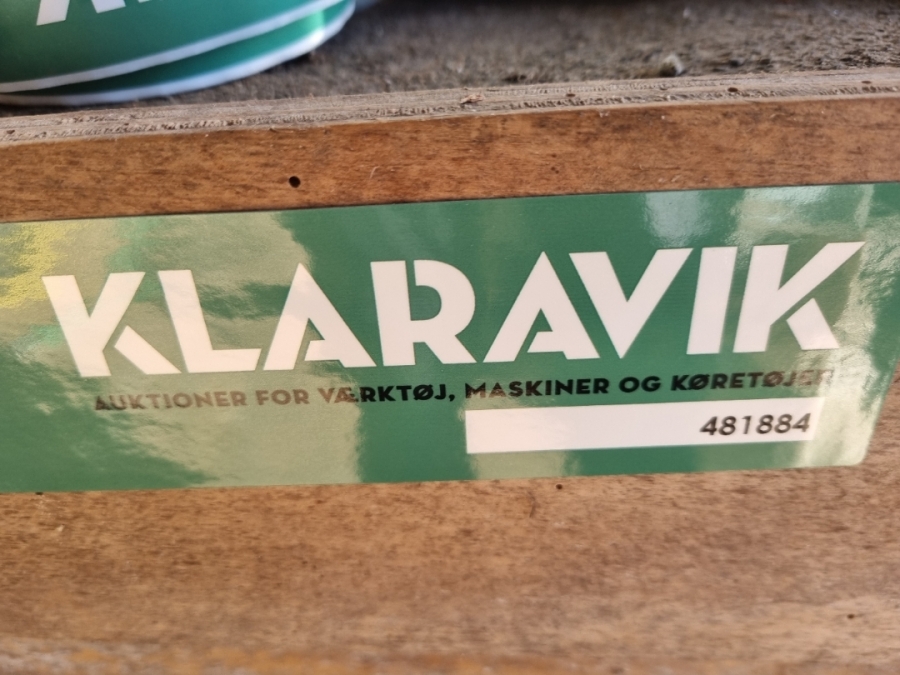 KLARAVIK
AUKTIONER FOR VÆRKTØJ, MASKINER OG KØRETØJER
481884